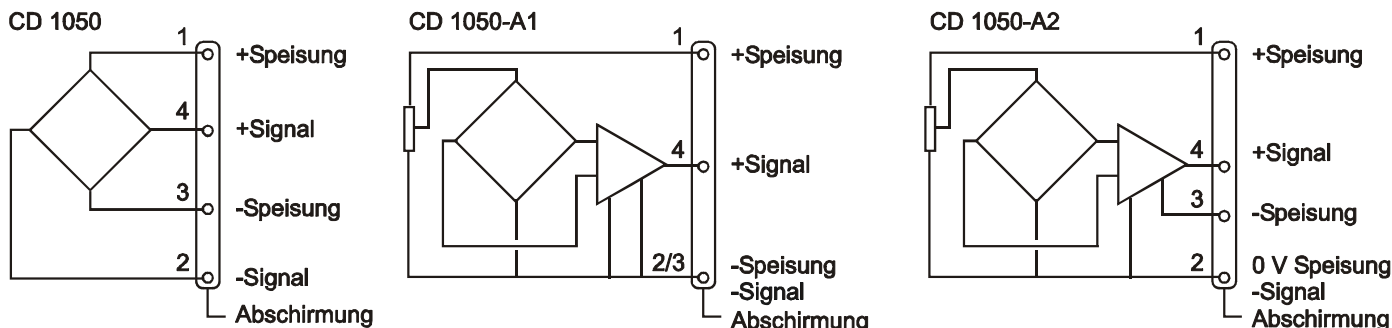 CD 1050
1
+Speisung
4
+Signal
3
-Speisung
2
-Signal
Abschirmung
CD 1050-A1
1
+Speisung
4
+Signal
2/3
-Speisung
-Signal
Abschirmung
CD 1050-A2
1
+Speisung
4
+Signal
3
-Speisung
2
0 V Speisung
-Signal
Abschirmung